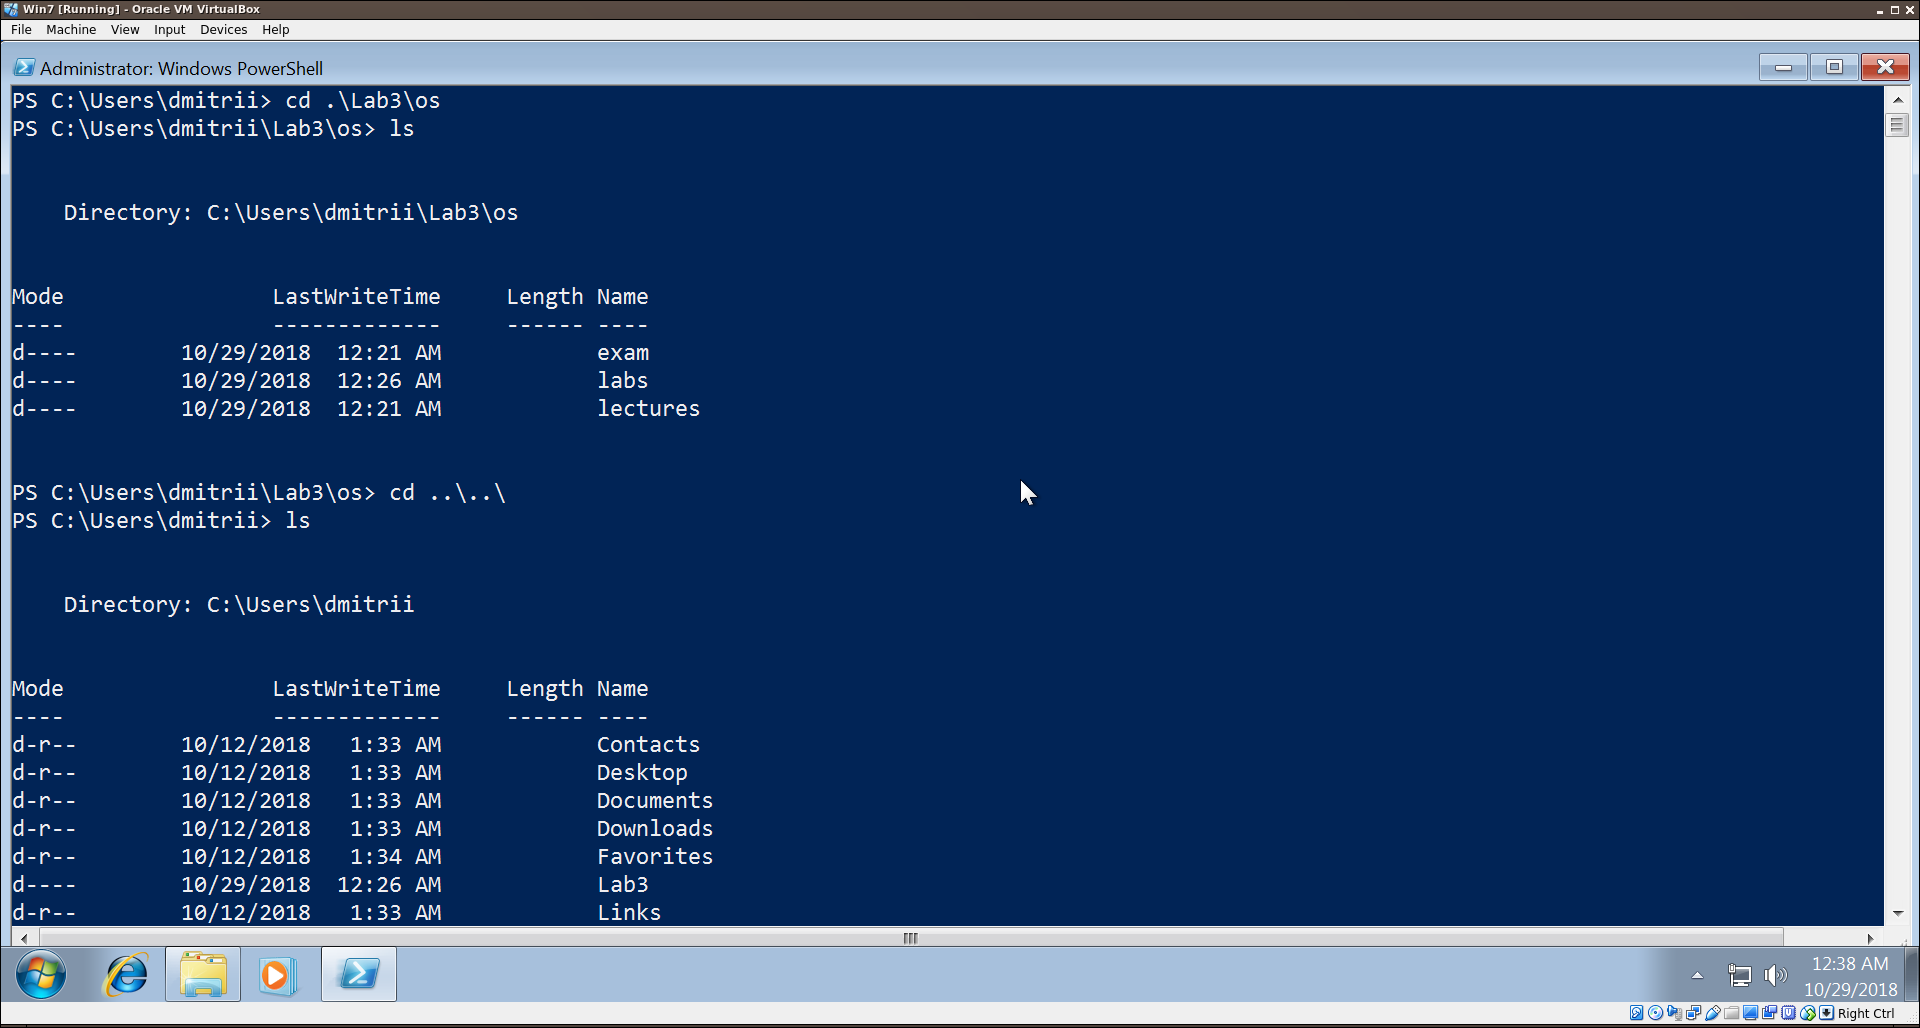 Win7 [Running] - Oracle VM VirtualBox
File Machine View Input Devices Help
Administrator: Windows PowerShell
PS C:\Users\dmitrii> cd .\Lab3\os
PS C:\Users\dmitrii\Lab3\os> ls
Directory: C:\Users\dmitrii\Lab3\os
Mode LastWriteTime Length Name
---- ------------- ------ ----
d---- 10/29/2018 12:21 AM exam
d---- 10/29/2018 12:26 AM labs
d---- 10/29/2018 12:21 AM lectures
PS C:\Users\dmitrii\Lab3\os> cd ..\..\
PS C:\Users\dmitrii> ls
Directory: C:\Users\dmitrii
Mode LastWriteTime Length Name
---- ------------- ------ ----
d-r-- 10/12/2018 1:33 AM Contacts
d-r-- 10/12/2018 1:33 AM Desktop
d-r-- 10/12/2018 1:33 AM Documents
d-r-- 10/12/2018 1:33 AM Downloads
d-r-- 10/12/2018 1:34 AM Favorites
d---- 10/29/2018 12:26 AM Lab3
d-r-- 10/12/2018 1:33 AM Links
12:38 AM
10/29/2018
Right Ctrl